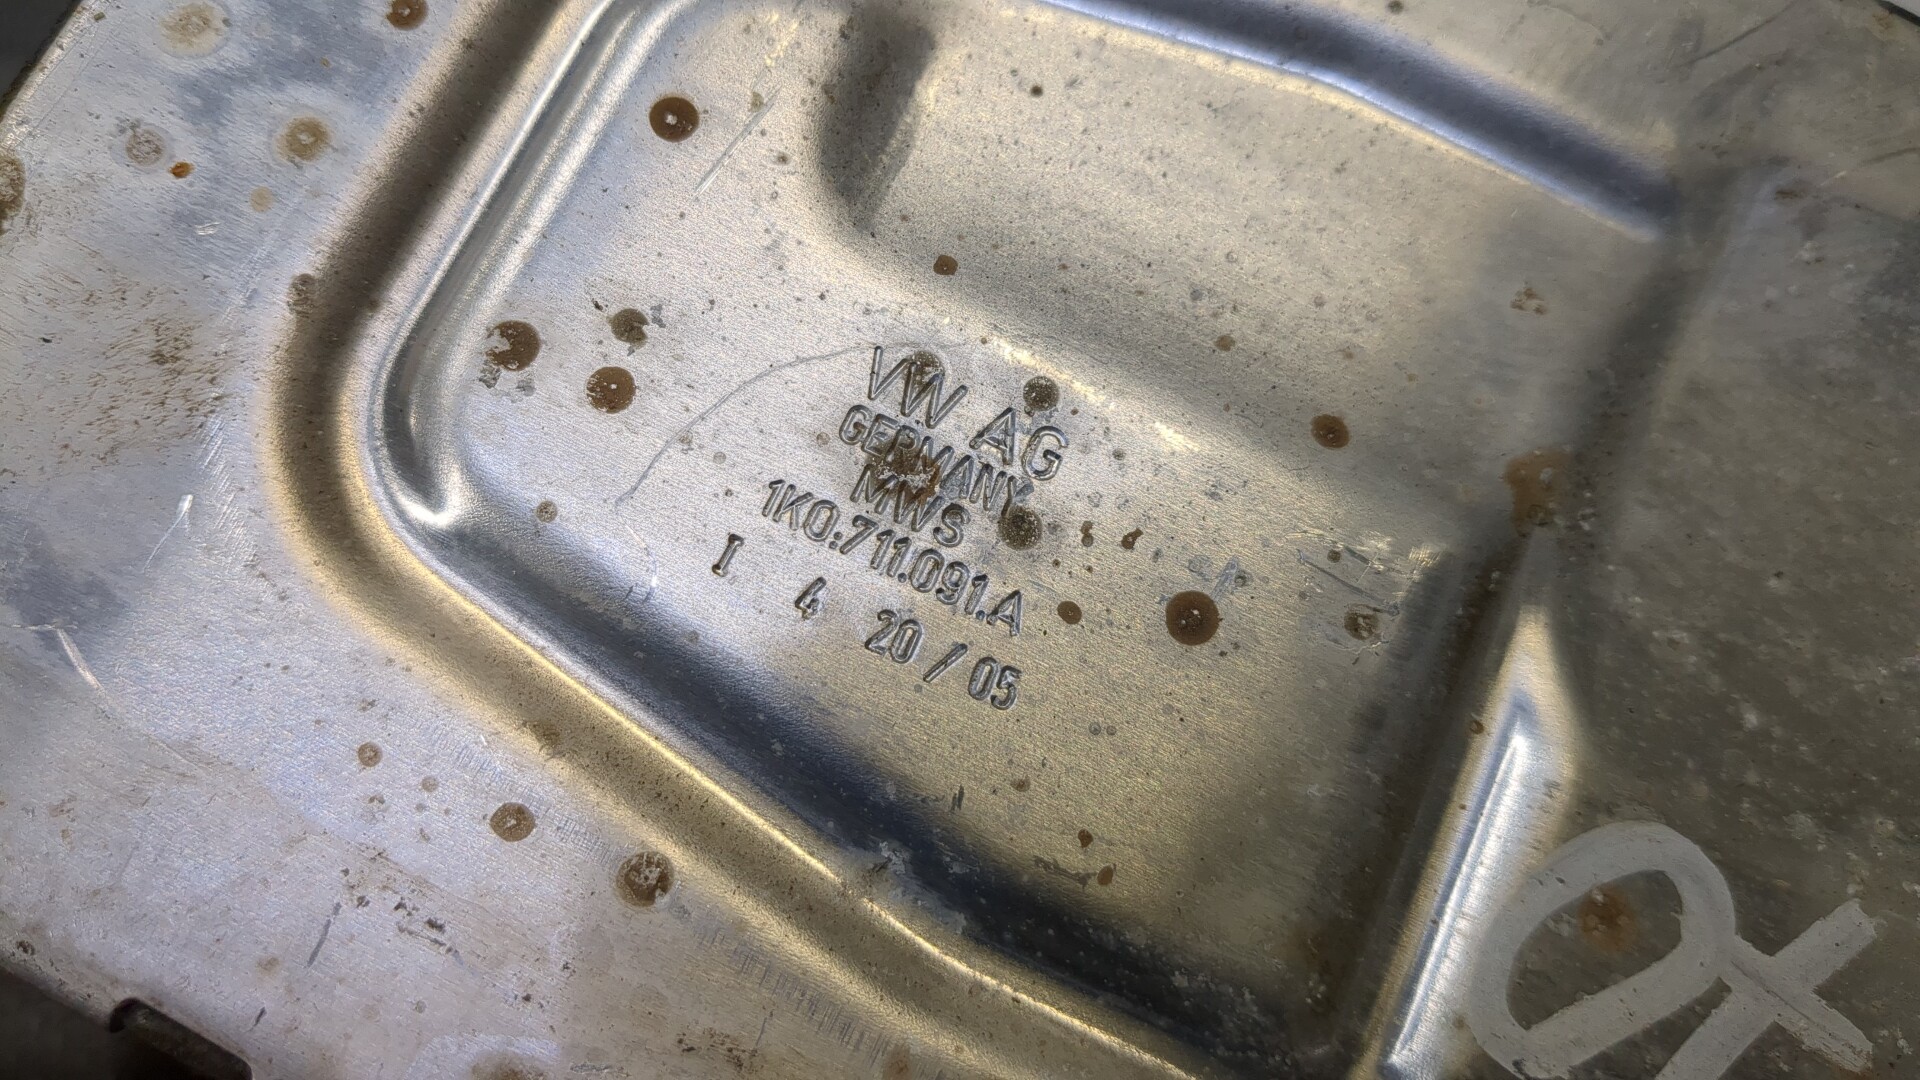 VW AG
GERMANY
MWS
1K0.711.091.A
I 4 20 / 05